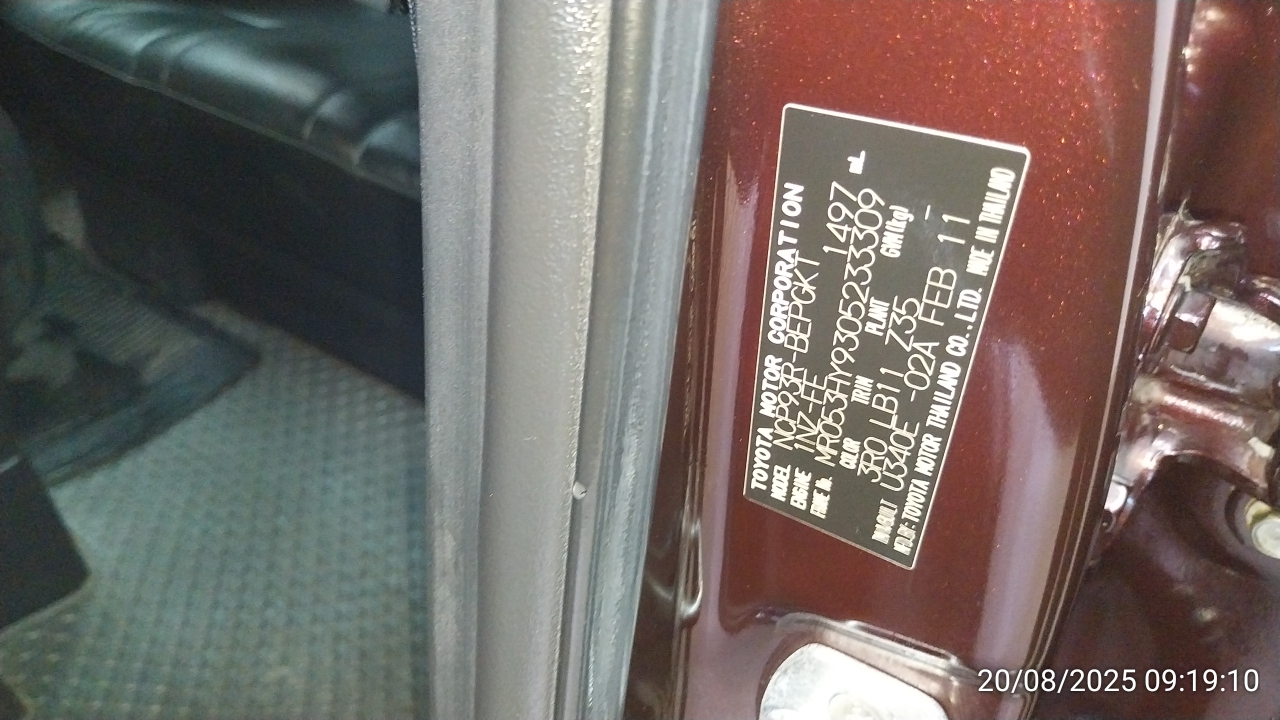 TOYOTA MOTOR CORPORATION
MODEL NCP93R-BEPGKT
ENGINE 1NZ-FE 1497 mL
FRAME No. MR053HY9305233309
COLOR TRIM PLANT GVM(kg)
3R0 LB11 Z35 -
U340E -02A FEB 11
MFD.BY: TOYOTA MOTOR THAILAND CO.,LTD. MADE IN THAILAND
20/08/2025 09:19:10